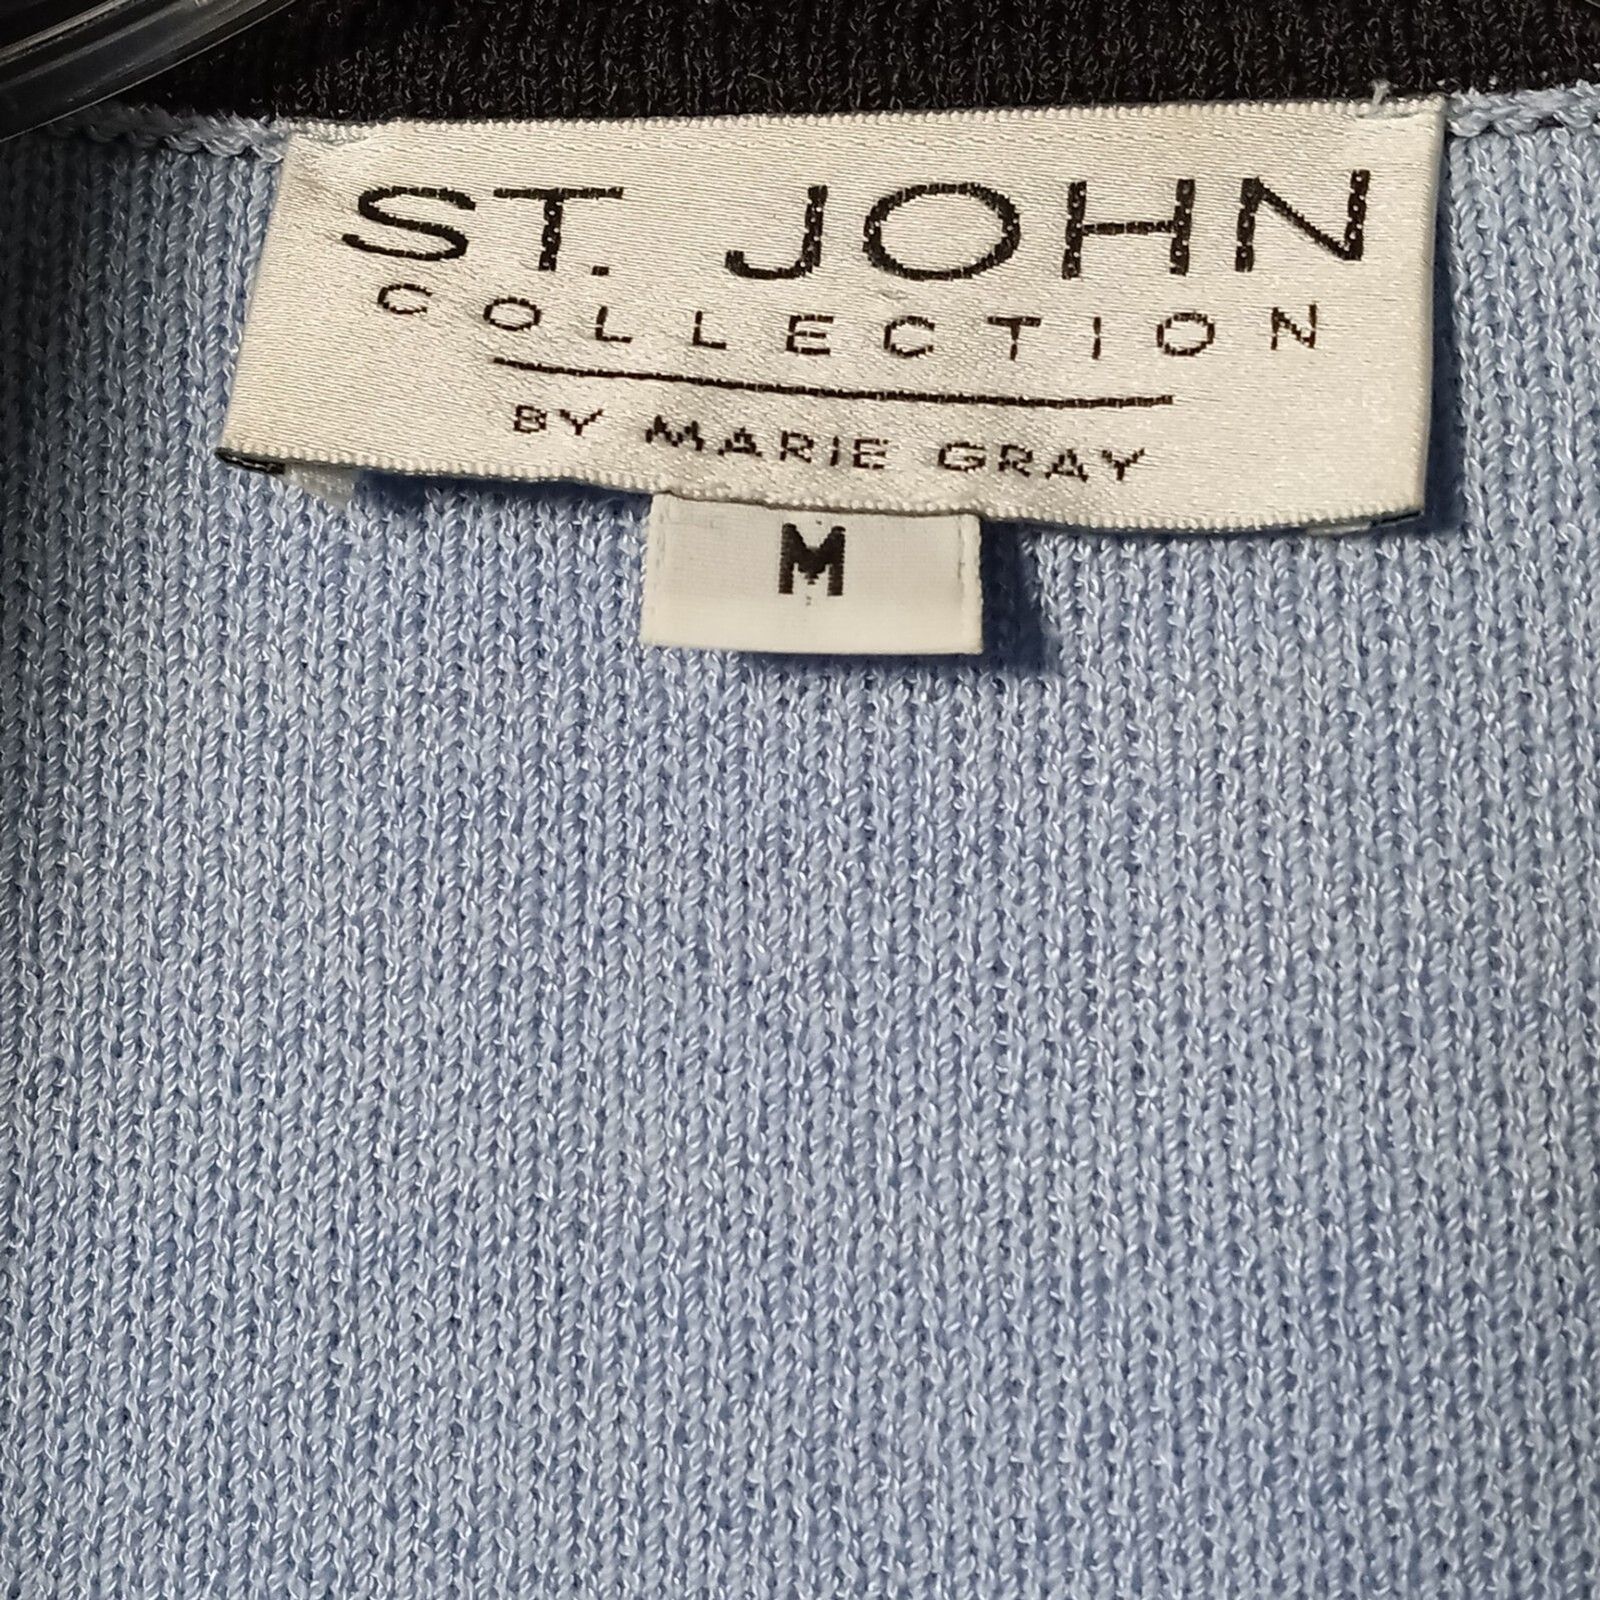 ST. JOHN
COLLECTION
BY MARIE GRAY
M